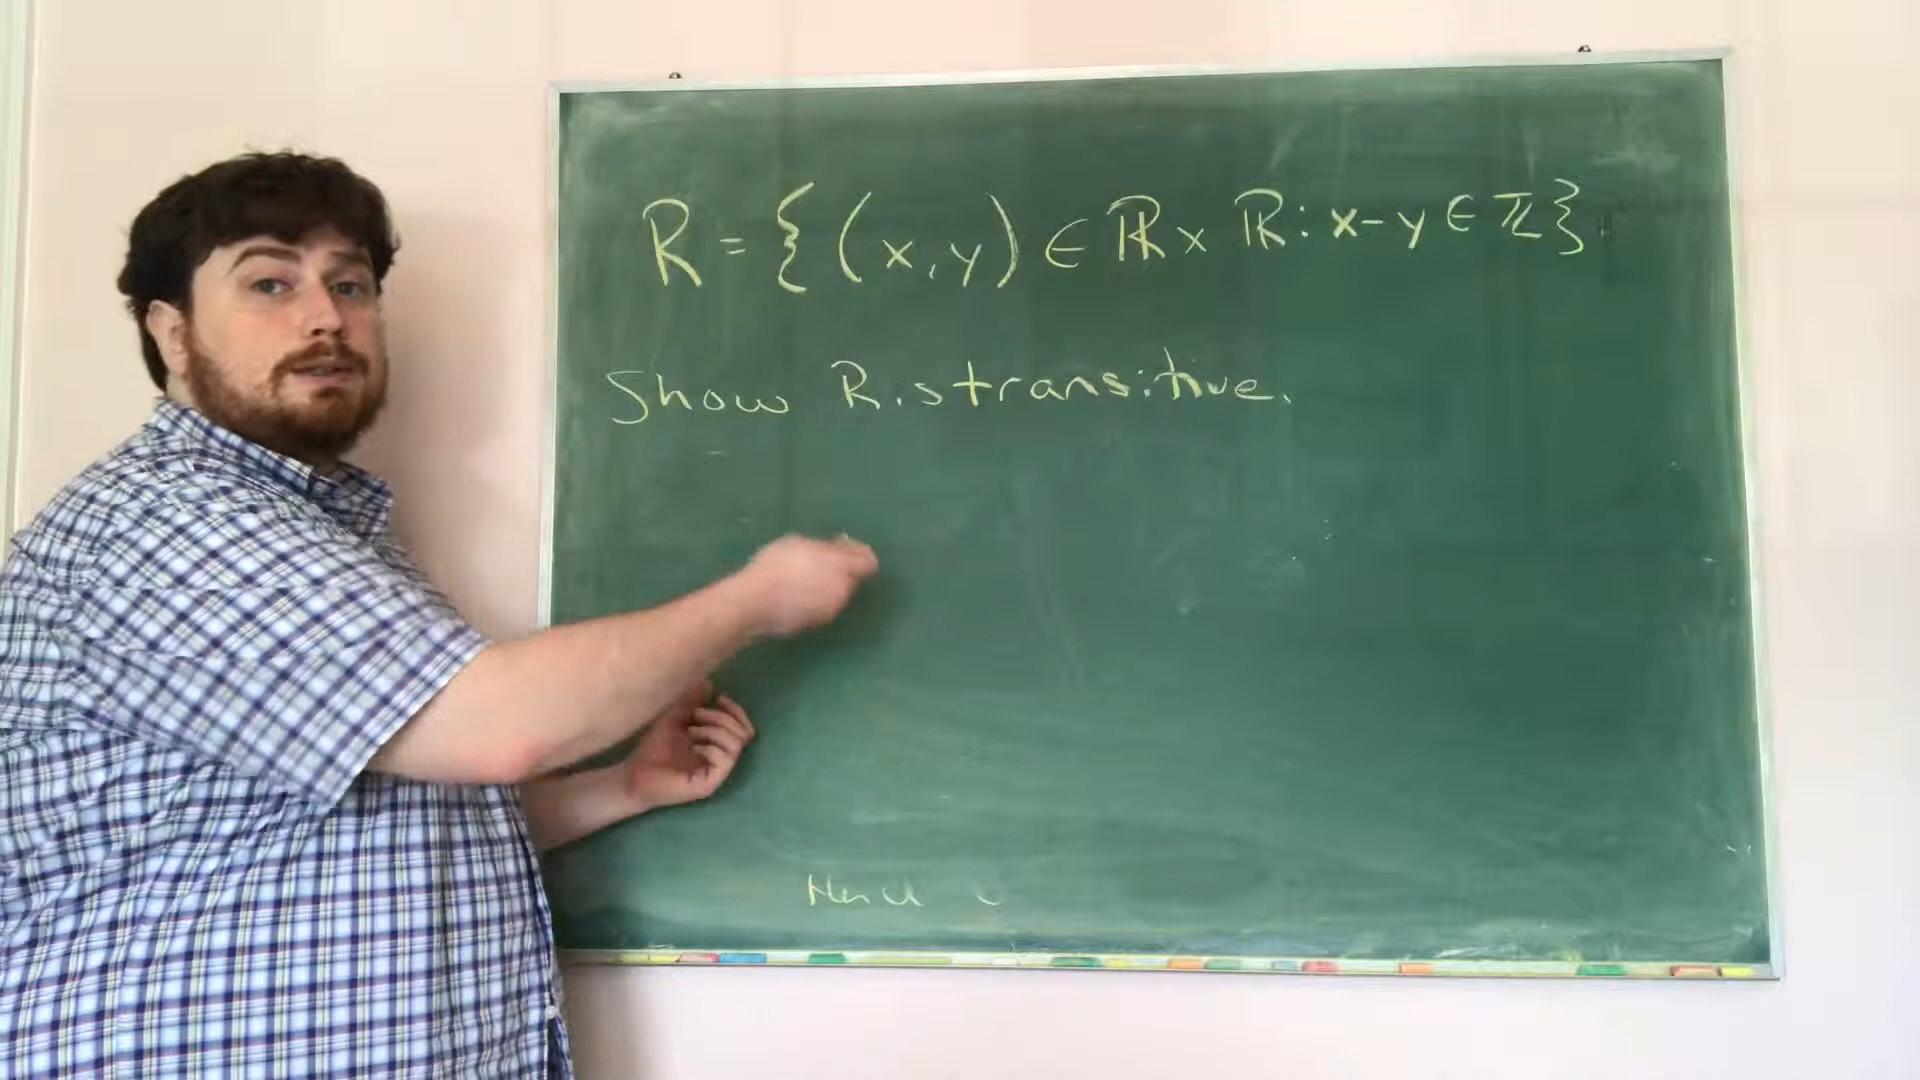 R = {(x,y) ∈ ℝ x ℝ : x-y ∈ ℤ}
Show R is transitive.